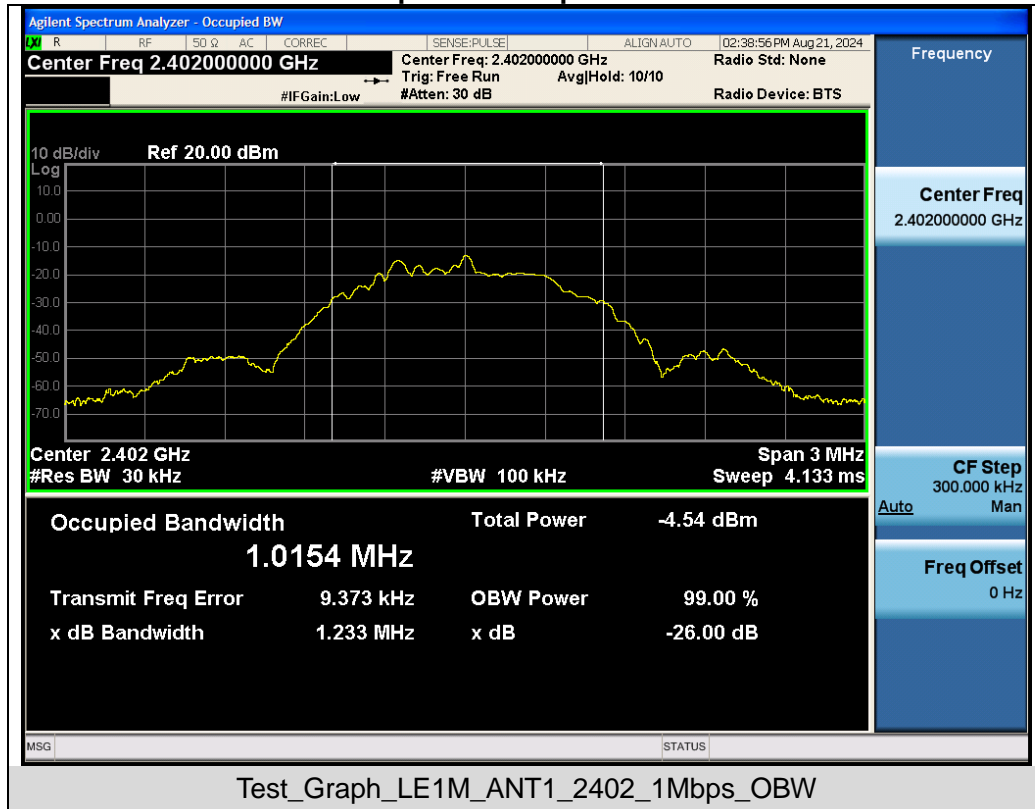 Agilent Spectrum Analyzer - Occupied BW
LXI R RF 50 Ω AC CORREC SENSE:PULSE ALIGN AUTO 02:38:56 PM Aug 21, 2024
Center Freq 2.402000000 GHz
Center Freq: 2.402000000 GHz
Radio Std: None
Trig: Free Run Avg|Hold: 10/10
#IFGain:Low #Atten: 30 dB
Radio Device: BTS
Frequency
10 dB/div Ref 20.00 dBm
Log
10.0
0.00
-10.0
-20.0
-30.0
-40.0
-50.0
-60.0
-70.0
Center Freq
2.402000000 GHz
Center 2.402 GHz Span 3 MHz
#Res BW 30 kHz #VBW 100 kHz Sweep 4.133 ms
CF Step
300.000 kHz
Auto Man
Occupied Bandwidth Total Power -4.54 dBm
1.0154 MHz
Freq Offset
0 Hz
Transmit Freq Error 9.373 kHz OBW Power 99.00 %
x dB Bandwidth 1.233 MHz x dB -26.00 dB
MSG STATUS
Test_Graph_LE1M_ANT1_2402_1Mbps_OBW